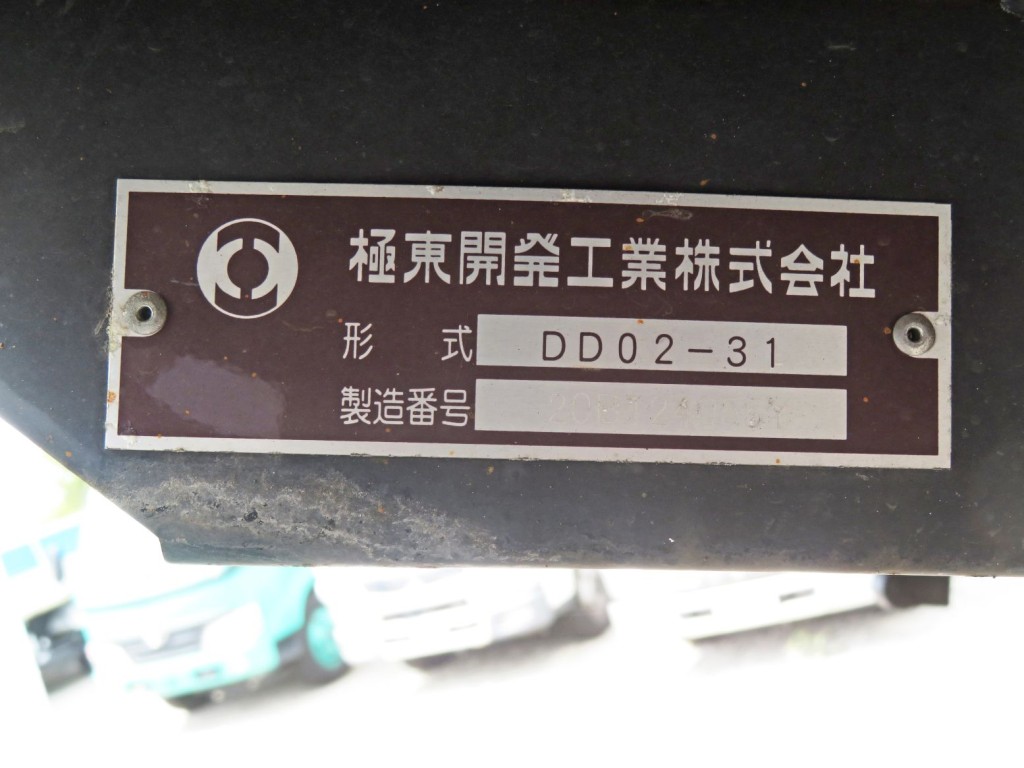 極東開発工業株式会社
形 式 DD02-31
製造番号